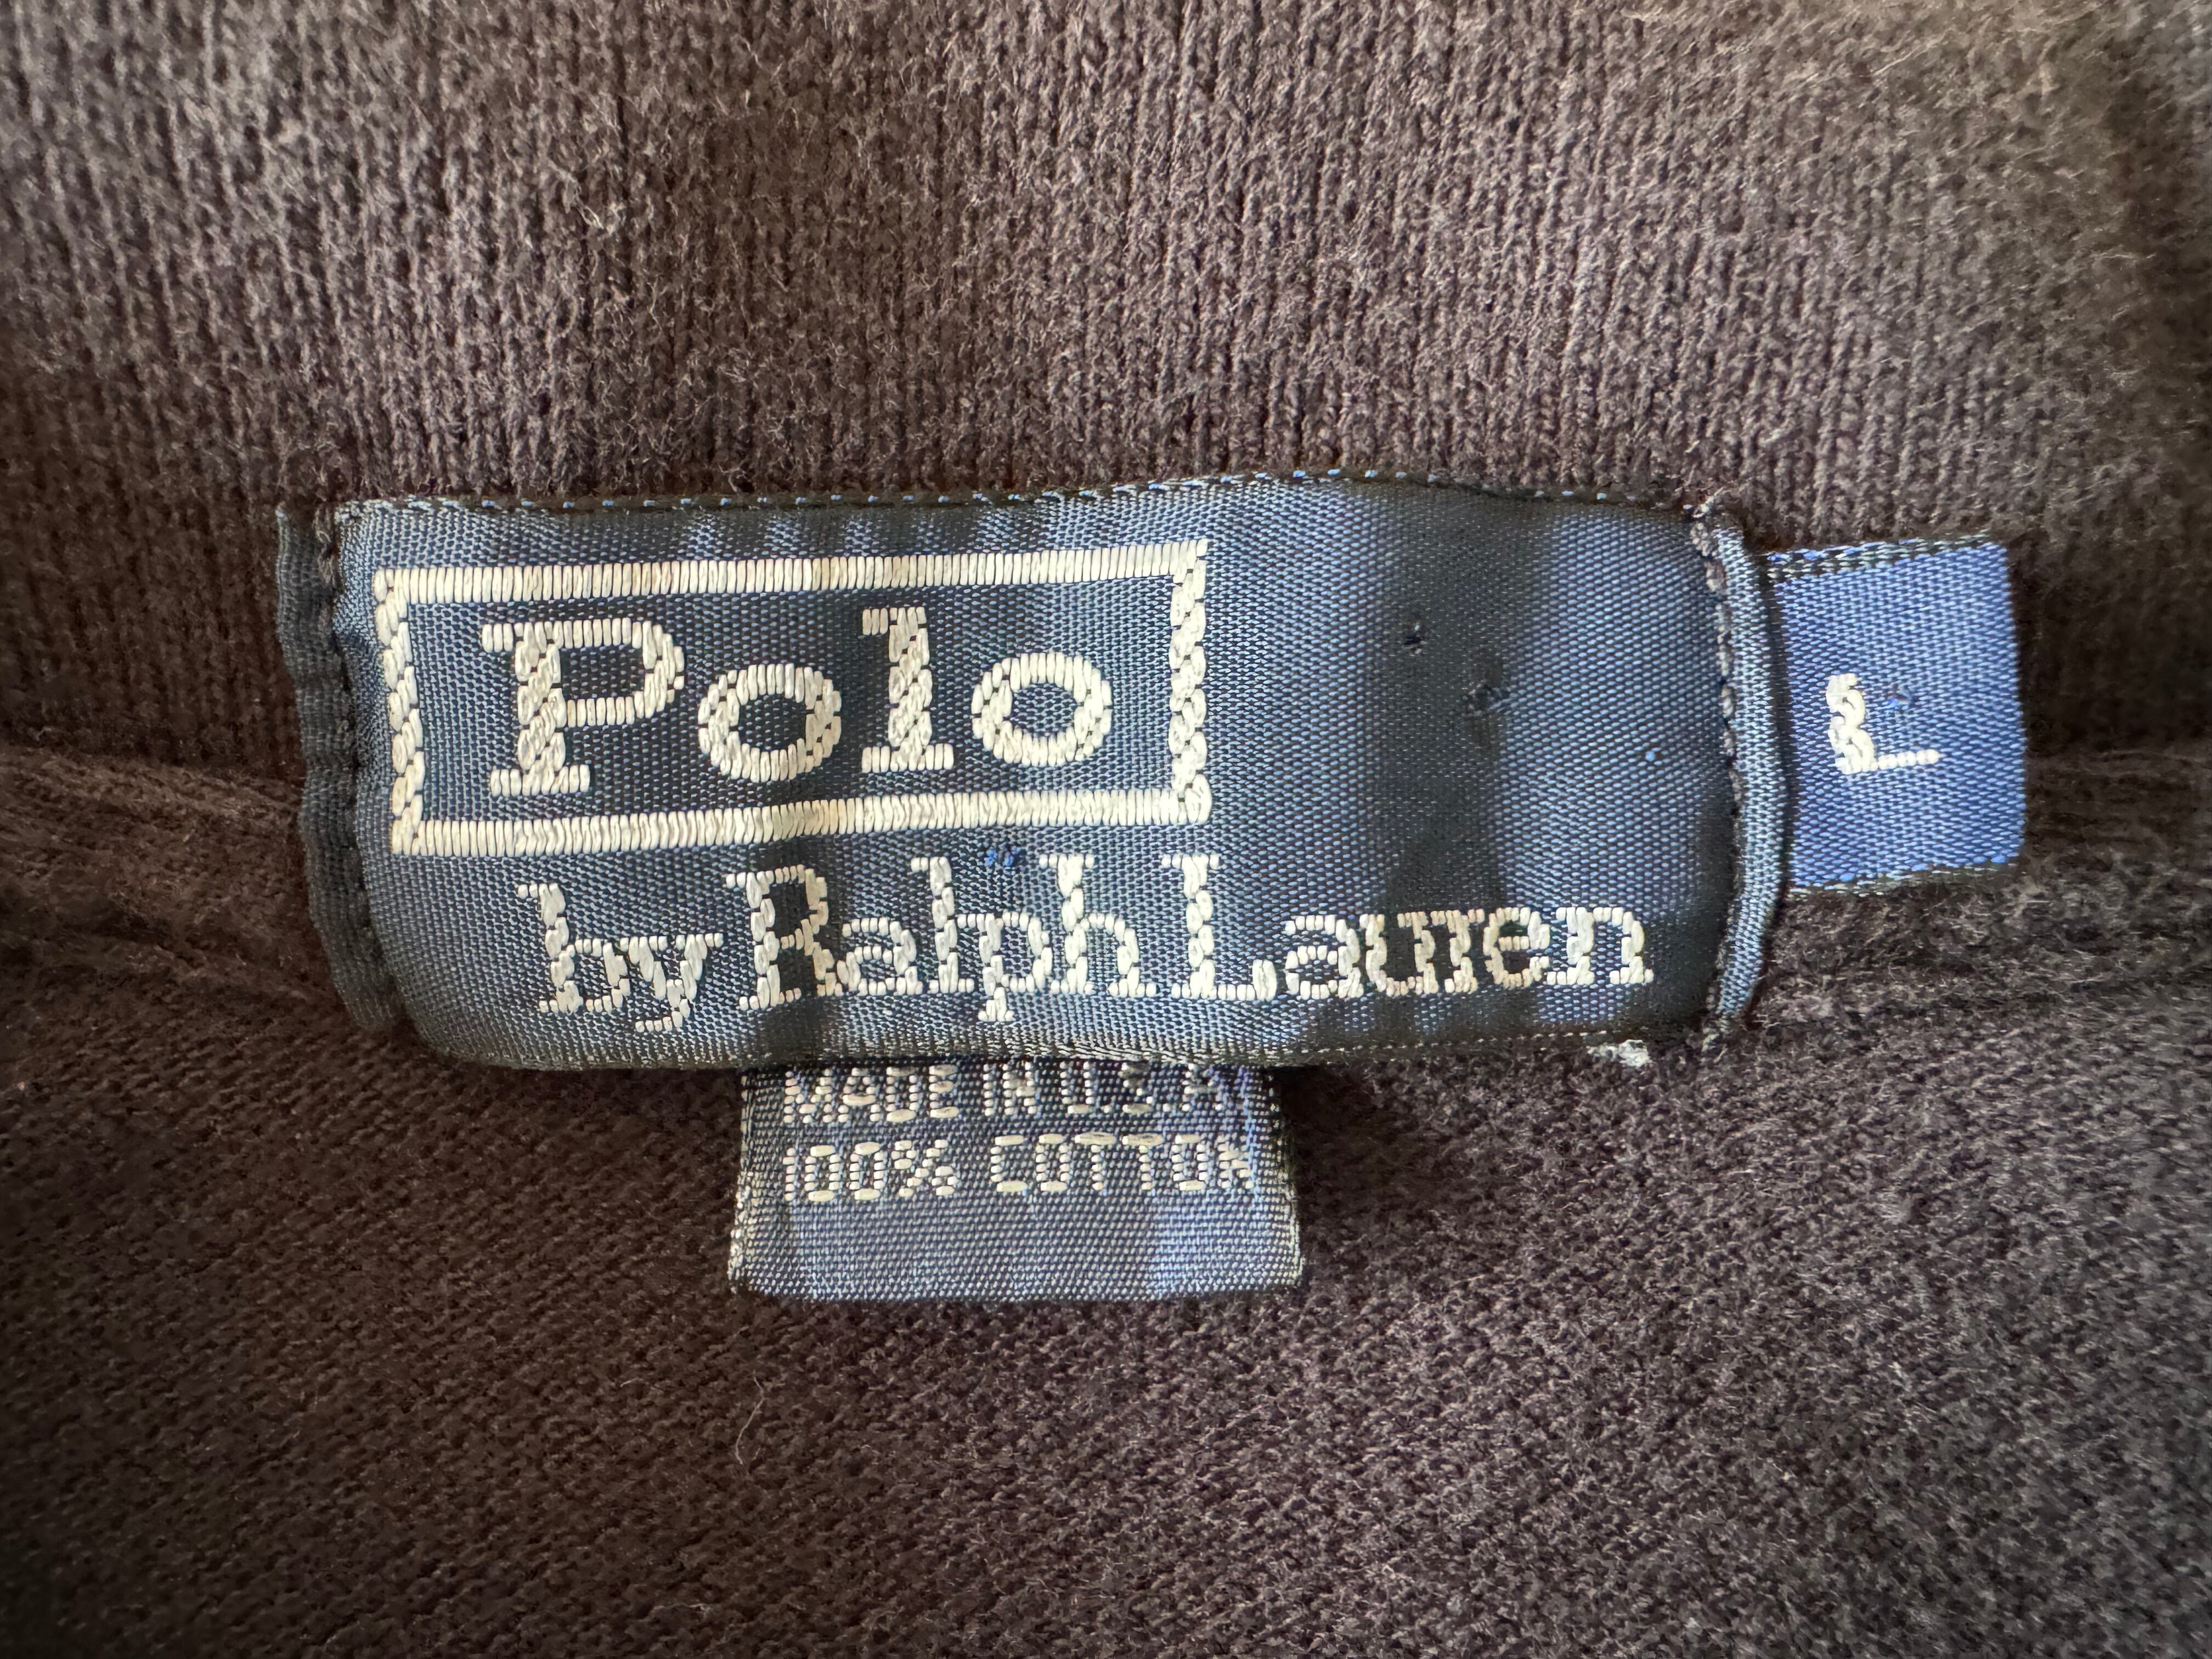 Polo
by Ralph Lauren
L
MADE IN U.S.A.
100% COTTON